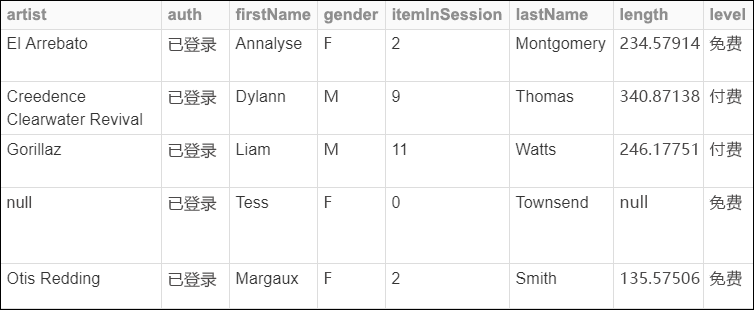 artist auth firstName gender itemInSession lastName length level
El Arrebato 已登录 Annalyse F 2 Montgomery 234.57914 免费
Creedence 已登录 Dylann M 9 Thomas 340.87138 付费
Clearwater Revival
Gorillaz 已登录 Liam M 11 Watts 246.17751 付费
null 已登录 Tess F 0 Townsend null 免费
Otis Redding 已登录 Margaux F 2 Smith 135.57506 免费